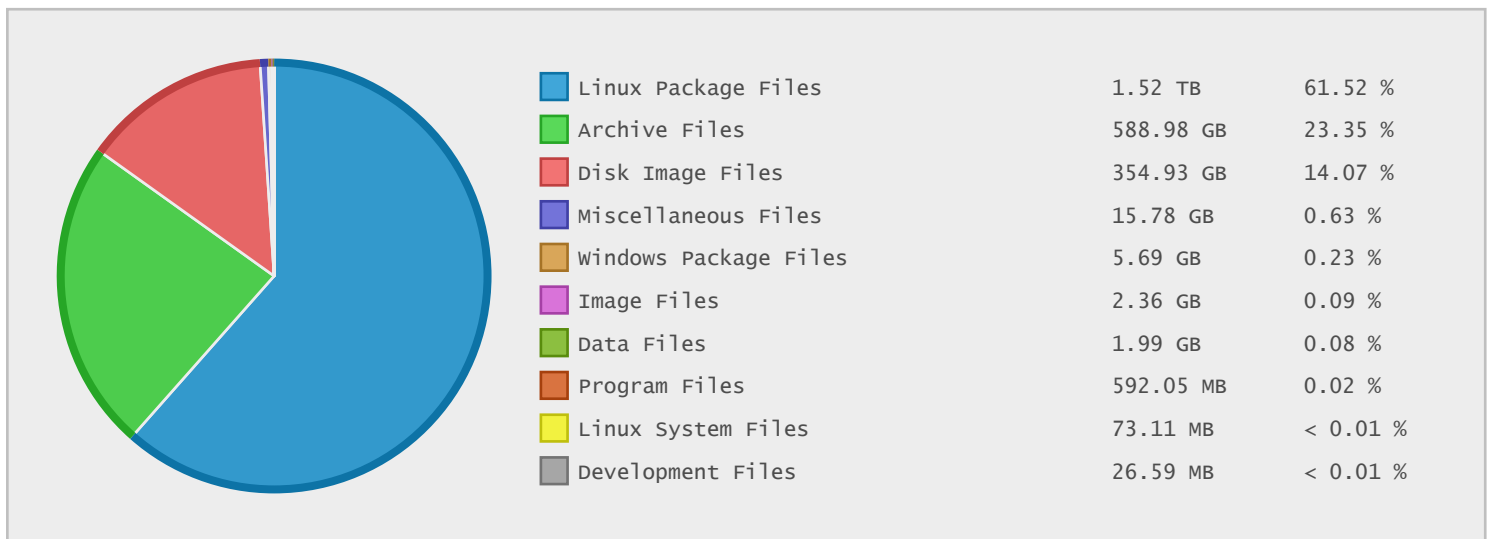 Linux Package Files 1.52 TB 61.52 %
Archive Files 588.98 GB 23.35 %
Disk Image Files 354.93 GB 14.07 %
Miscellaneous Files 15.78 GB 0.63 %
Windows Package Files 5.69 GB 0.23 %
Image Files 2.36 GB 0.09 %
Data Files 1.99 GB 0.08 %
Program Files 592.05 MB 0.02 %
Linux System Files 73.11 MB < 0.01 %
Development Files 26.59 MB < 0.01 %